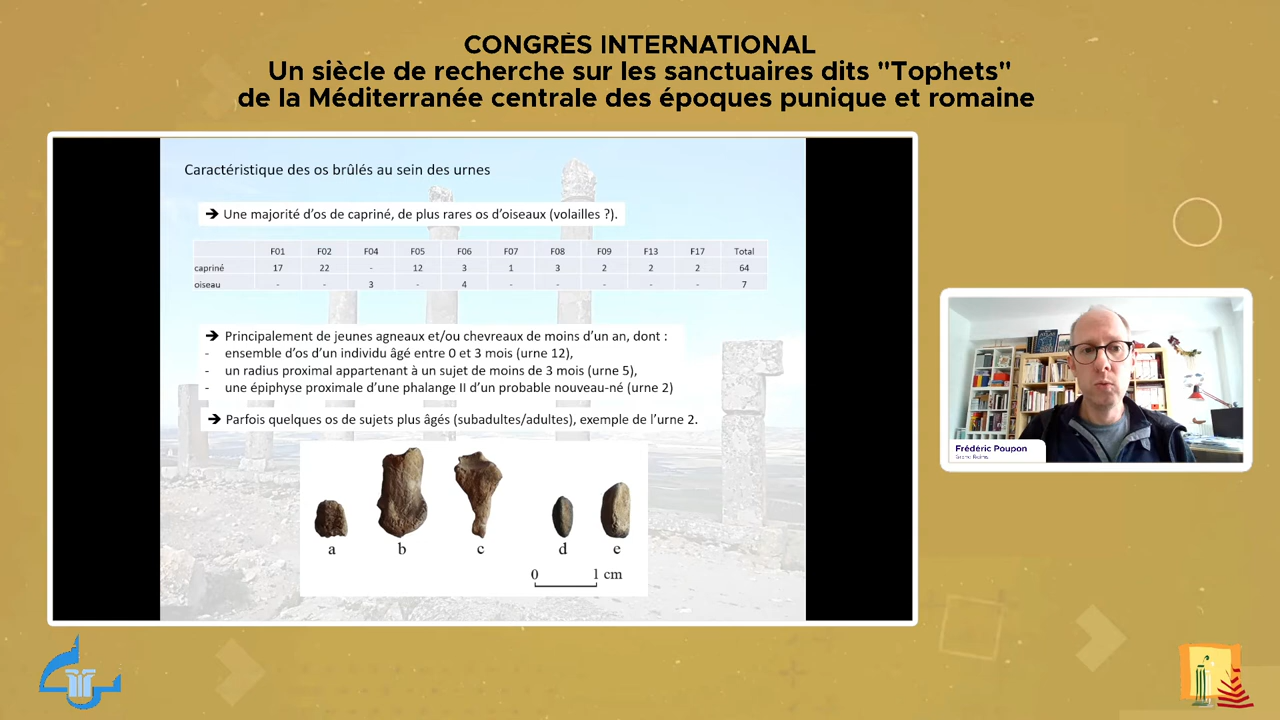 CONGRÈS INTERNATIONAL
Un siècle de recherche sur les sanctuaires dits "Tophets"
de la Méditerranée centrale des époques punique et romaine
Caractéristique des os brûlés au sein des urnes
➔ Une majorité d'os de capriné, de plus rares os d'oiseaux (volailles ?).
F01 F02 F04 F05 F06 F07 F08 F09 F13 F17 Total
capriné 17 22 - 12 3 1 3 2 2 2 64
oiseau - - 3 - 4 - - - - - 7
➔ Principalement de jeunes agneaux et/ou chevreaux de moins d'un an, dont :
- ensemble d'os d'un individu âgé entre 0 et 3 mois (urne 12),
- un radius proximal appartenant à un sujet de moins de 3 mois (urne 5),
- une épiphyse proximale d'une phalange II d'un probable nouveau-né (urne 2)
➔ Parfois quelques os de sujets plus âgés (subadultes/adultes), exemple de l'urne 2.
a b c d e
0 1 cm
Frédéric Poupon